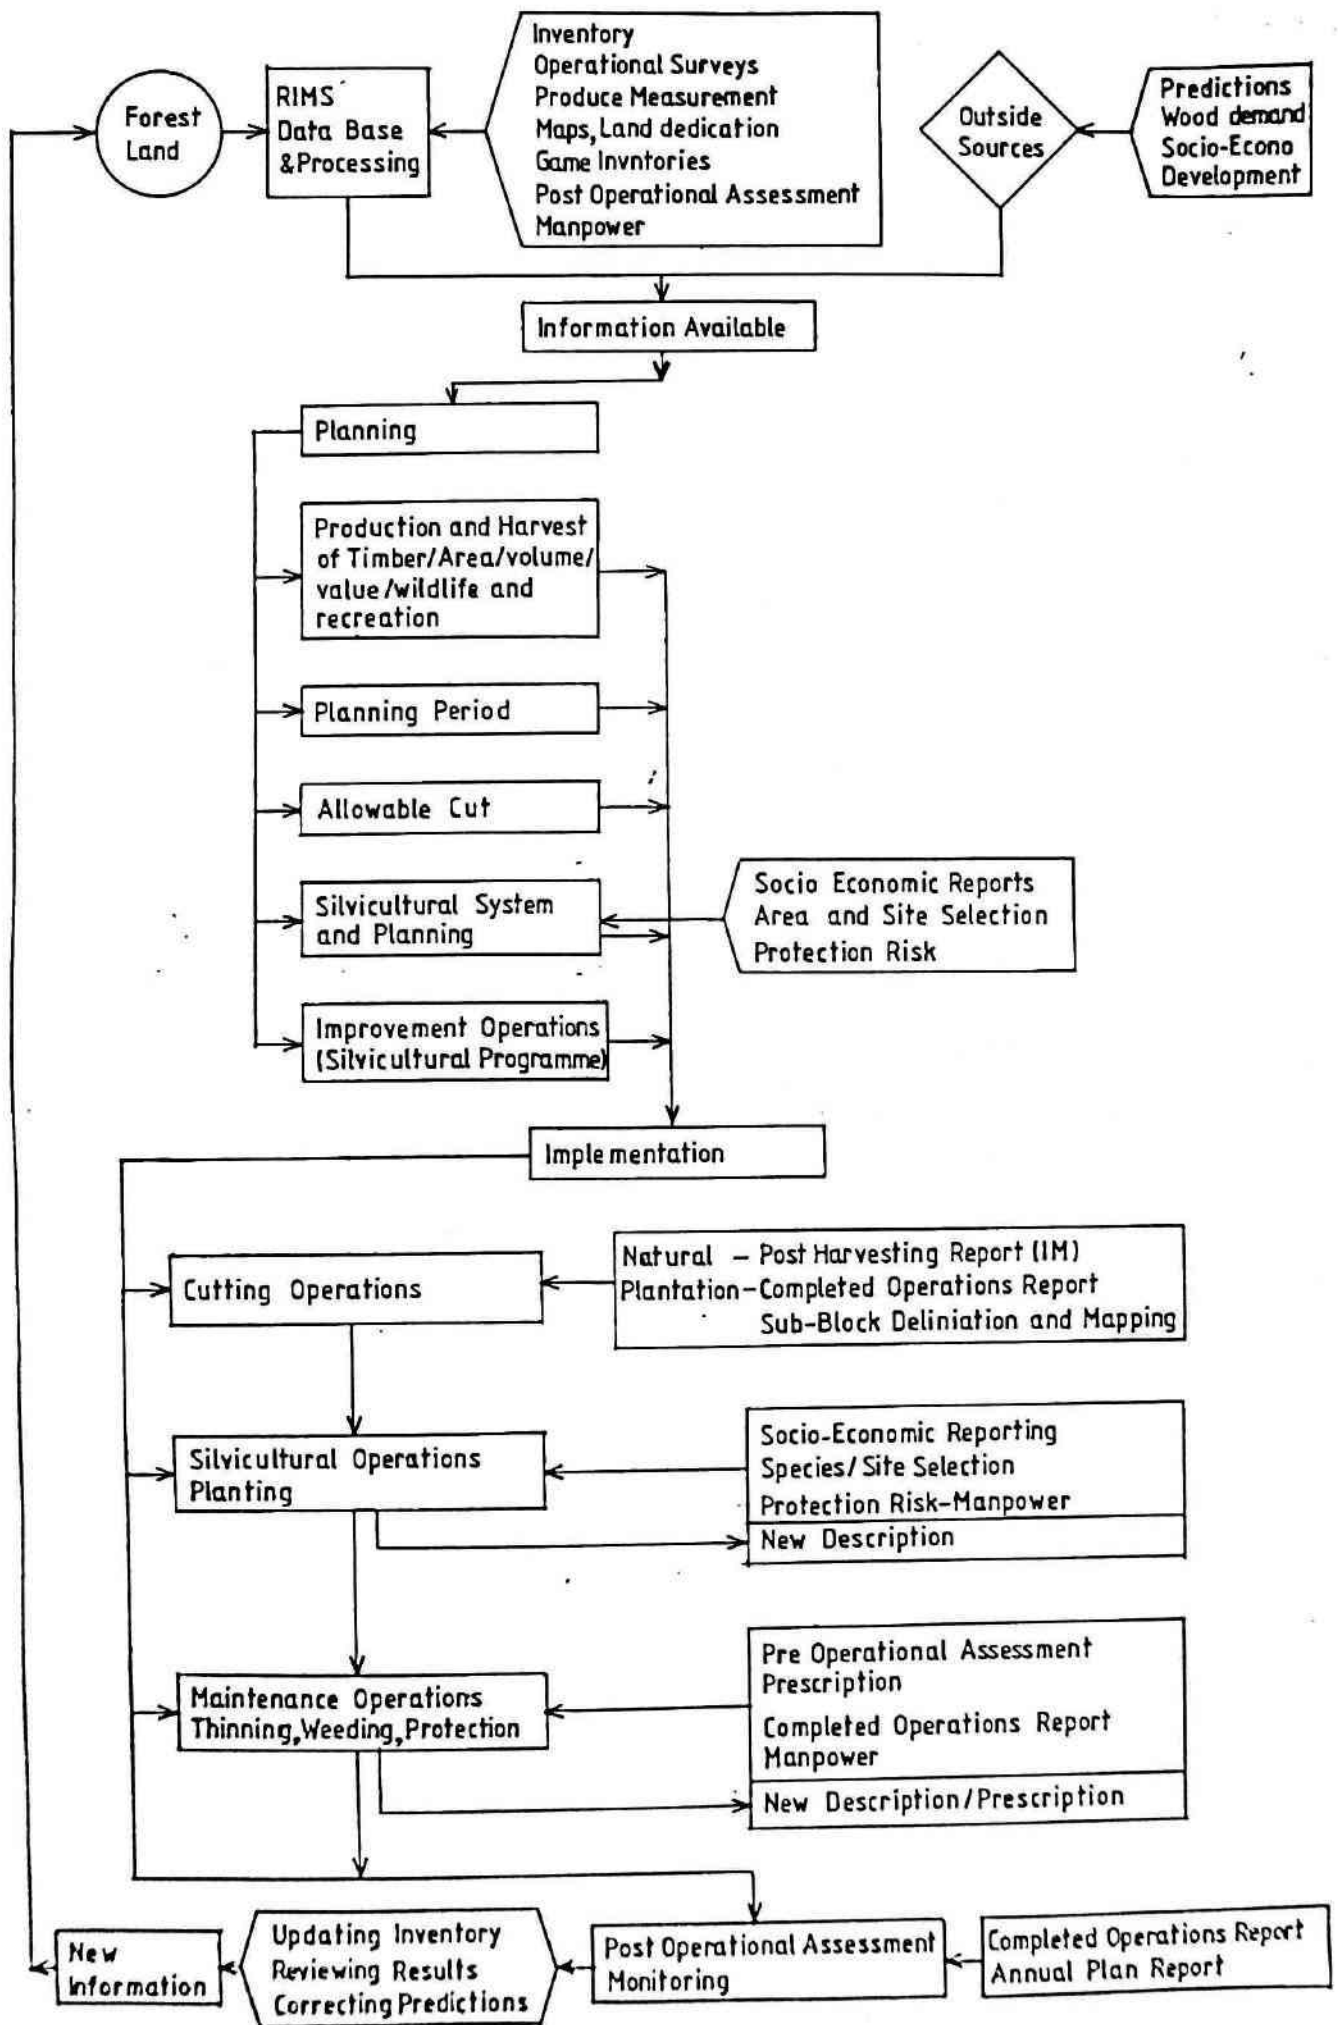 Forest
Land
RIMS
Data Base
&Processing
Inventory
Operational Surveys
Produce Measurement
Maps, Land dedication
Game Invntories
Post Operational Assessment
Manpower
Outside
Sources
Predictions
Wood demand
Socio-Econo
Development
Information Available
Planning
Production and Harvest
of Timber/Area/volume/
value/wildlife and
recreation
Planning Period
Allowable Cut
Silvicultural System
and Planning
Socio Economic Reports
Area and Site Selection
Protection Risk
Improvement Operations
(Silvicultural Programme)
Implementation
Cutting Operations
Natural – Post Harvesting Report (IM)
Plantation – Completed Operations Report
Sub-Block Deliniation and Mapping
Silvicultural Operations
Planting
Socio-Economic Reporting
Species/Site Selection
Protection Risk-Manpower
New Description
Maintenance Operations
Thinning, Weeding, Protection
Pre Operational Assessment
Prescription
Completed Operations Report
Manpower
New Description/Prescription
New
Information
Updating Inventory
Reviewing Results
Correcting Predictions
Post Operational Assessment
Monitoring
Completed Operations Report
Annual Plan Report